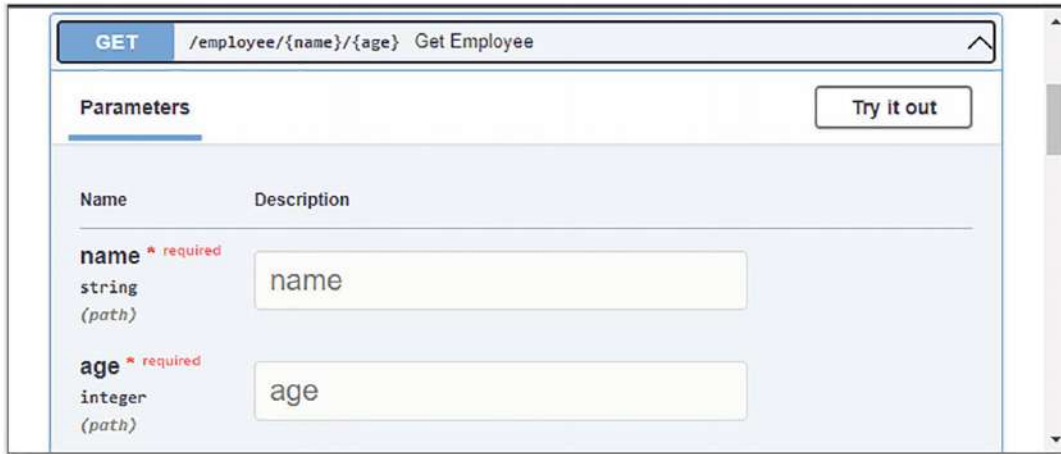 GET /employee/{name}/{age} Get Employee
Parameters Try it out
Name Description
name * required
string
(path)
name
age * required
integer
(path)
age